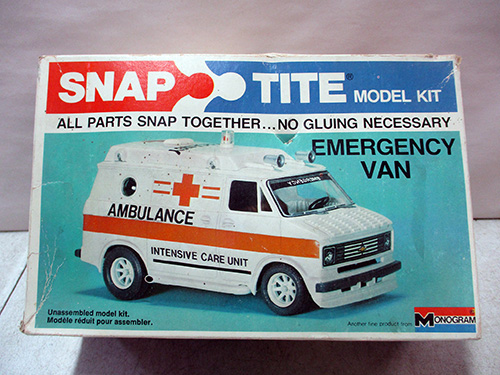 SNAP TITE® MODEL KIT
ALL PARTS SNAP TOGETHER...NO GLUING NECESSARY
EMERGENCY
VAN
AMBULANCE
INTENSIVE CARE UNIT
Unassembled model kit.
Modèle réduit pour assembler.
Another fine product from
MONOGRAM